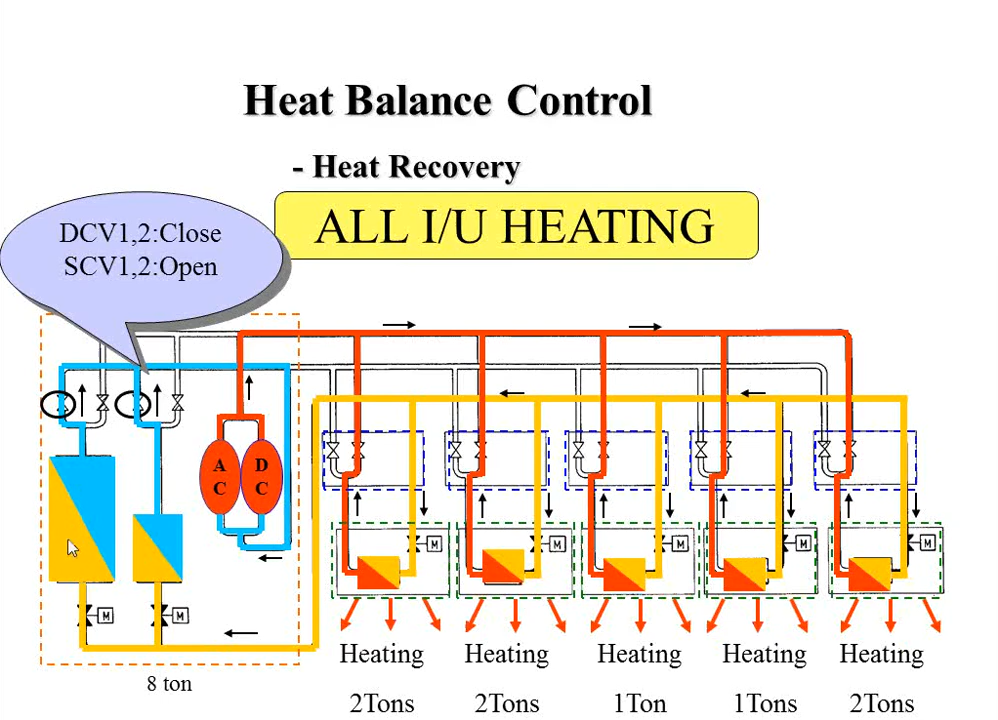 Heat Balance Control
- Heat Recovery
ALL I/U HEATING
DCV1,2:Close
SCV1,2:Open
A C
D C
M
M
M
M
M
M
M
8 ton
Heating
2Tons
Heating
2Tons
Heating
1Ton
Heating
1Tons
Heating
2Tons